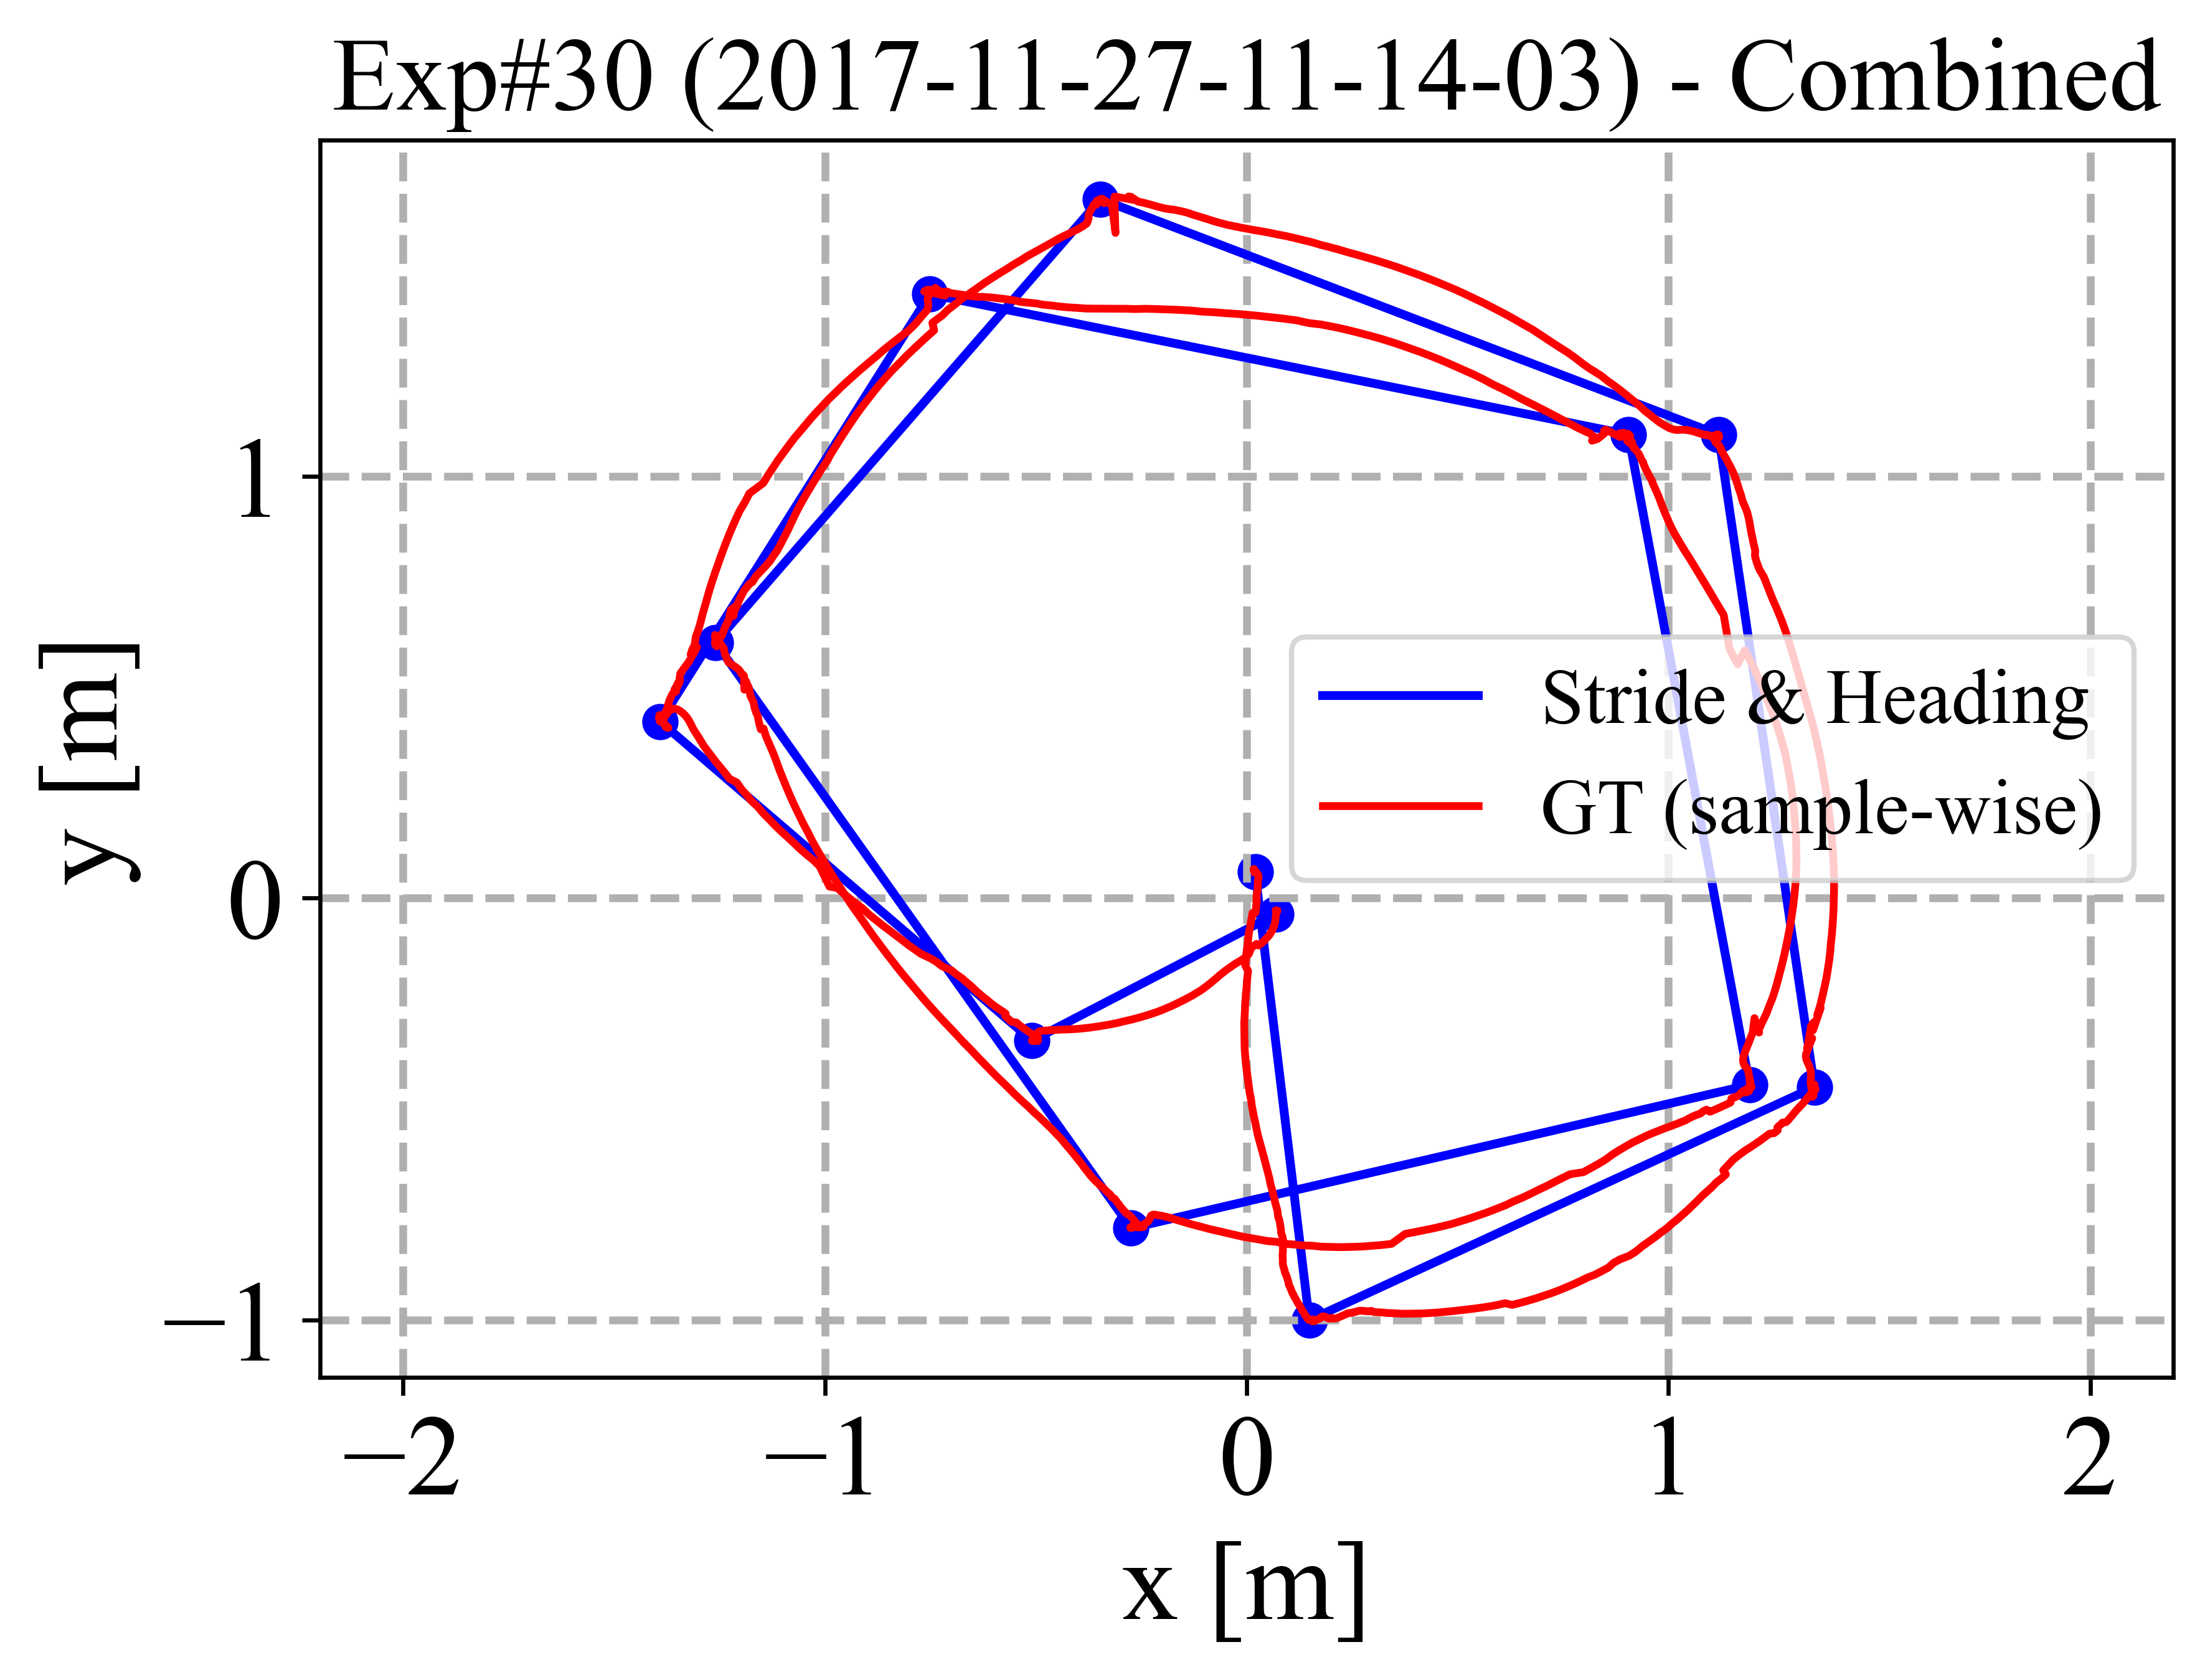 Exp#30 (2017-11-27-11-14-03) - Combined
y [m]
1
0
−1
Stride & Heading
GT (sample-wise)
−2
−1
0
1
2
x [m]